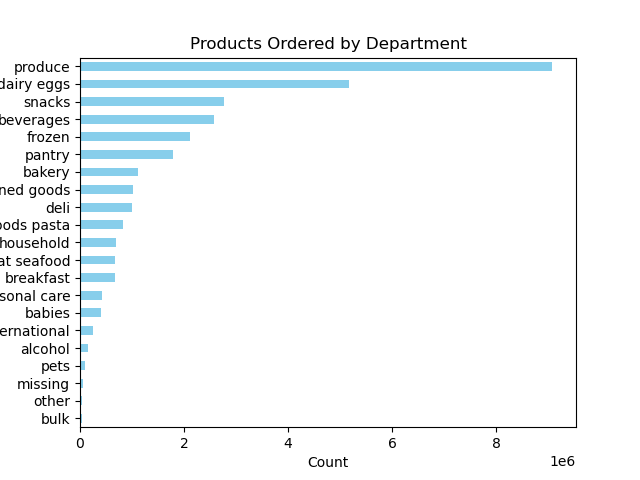 Products Ordered by Department
produce
dairy eggs
snacks
beverages
frozen
pantry
bakery
ned goods
deli
oods pasta
household
at seafood
breakfast
sonal care
babies
ernational
alcohol
pets
missing
other
bulk
0 2 4 6 8
1e6
Count